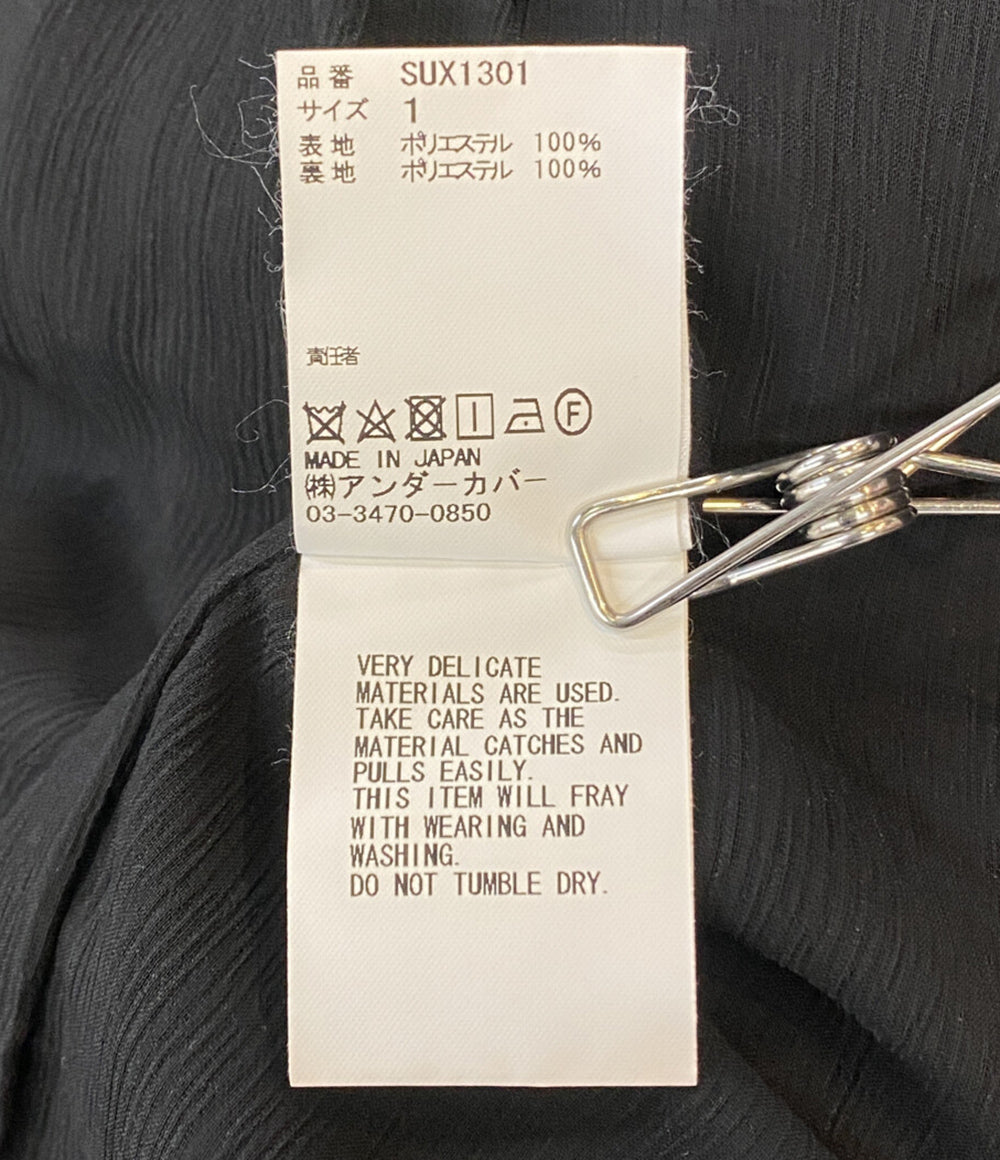 品番 SUX1301
サイズ 1
表地 ポリエステル 100%
裏地 ポリエステル 100%
責任者
F
MADE IN JAPAN
(株)アンダーカバー
03-3470-0850
VERY DELICATE
MATERIALS ARE USED.
TAKE CARE AS THE
MATERIAL CATCHES AND
PULLS EASILY.
THIS ITEM WILL FRAY
WITH WEARING AND
WASHING.
DO NOT TUMBLE DRY.